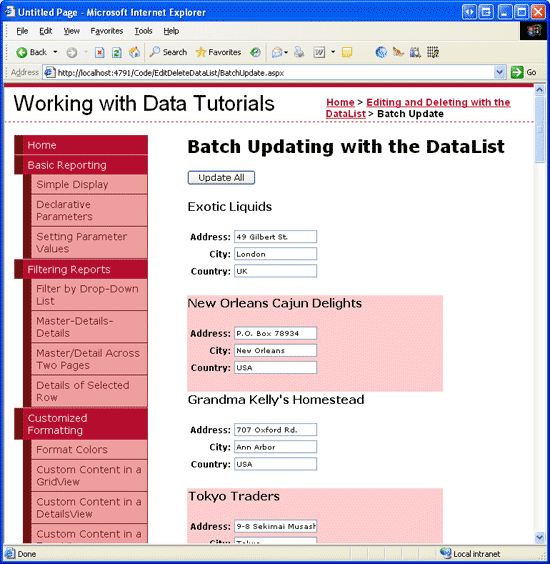 Untitled Page - Microsoft Internet Explorer
File Edit View Favorites Tools Help
Back Search Favorites
Address http://localhost:4791/Code/EditDeleteDataList/BatchUpdate.aspx Go
Working with Data Tutorials
Home > Editing and Deleting with the
DataList > Batch Update
Home
Basic Reporting
Simple Display
Declarative
Parameters
Setting Parameter
Values
Filtering Reports
Filter by Drop-Down
List
Master-Details-
Details
Master/Detail Across
Two Pages
Details of Selected
Row
Customized
Formatting
Format Colors
Custom Content in a
GridView
Custom Content in a
DetailsView
Custom Content in a
Batch Updating with the DataList
Update All
Exotic Liquids
Address: 49 Gilbert St.
City: London
Country: UK
New Orleans Cajun Delights
Address: P.O. Box 78934
City: New Orleans
Country: USA
Grandma Kelly's Homestead
Address: 707 Oxford Rd.
City: Ann Arbor
Country: USA
Tokyo Traders
Address: 9-8 Sekimai Musash
City: Tokyo
Done
Local intranet